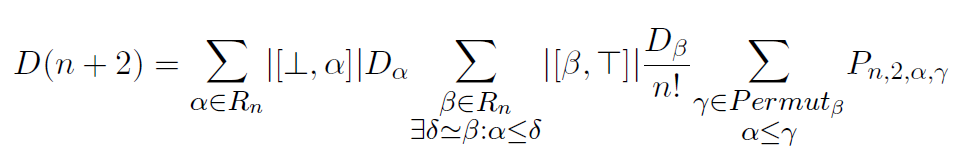 D(n + 2) = ∑_{α∈R_n} |[⊥, α]|D_α ∑_{β∈R_n ∃δ≃β:α≤δ} |[β, ⊤]| D_β/n! ∑_{γ∈Permut_β α≤γ} P_{n,2,α,γ}